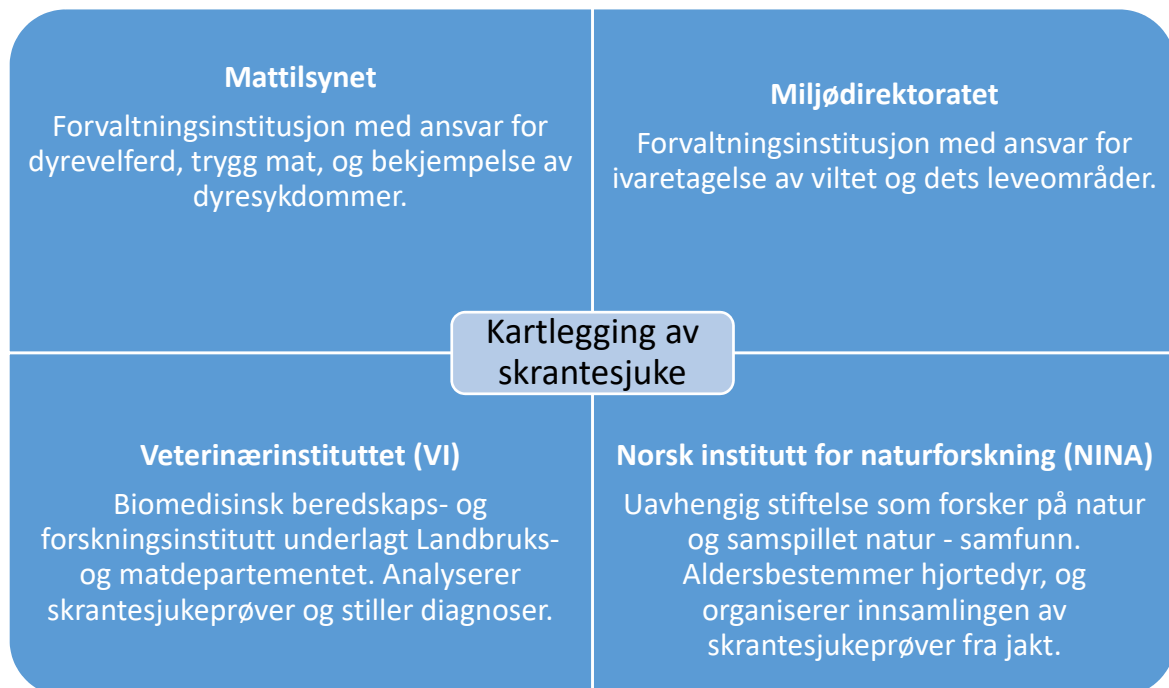 Mattilsynet
Forvaltningsinstitusjon med ansvar for
dyrevelferd, trygg mat, og bekjempelse av
dyresykdommer.
Miljødirektoratet
Forvaltningsinstitusjon med ansvar for
ivaretagelse av viltet og dets leveområder.
Kartlegging av
skrantesjuke
Veterinærinstituttet (VI)
Biomedisinsk beredskaps- og
forskningsinstitutt underlagt Landbruks-
og matdepartementet. Analyserer
skrantesjukeprøver og stiller diagnoser.
Norsk institutt for naturforskning (NINA)
Uavhengig stiftelse som forsker på natur
og samspillet natur - samfunn.
Aldersbestemmer hjortedyr, og
organiserer innsamlingen av
skrantesjukeprøver fra jakt.